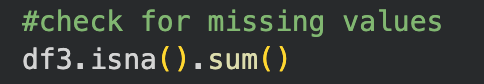 #check for missing values
df3.isna().sum()